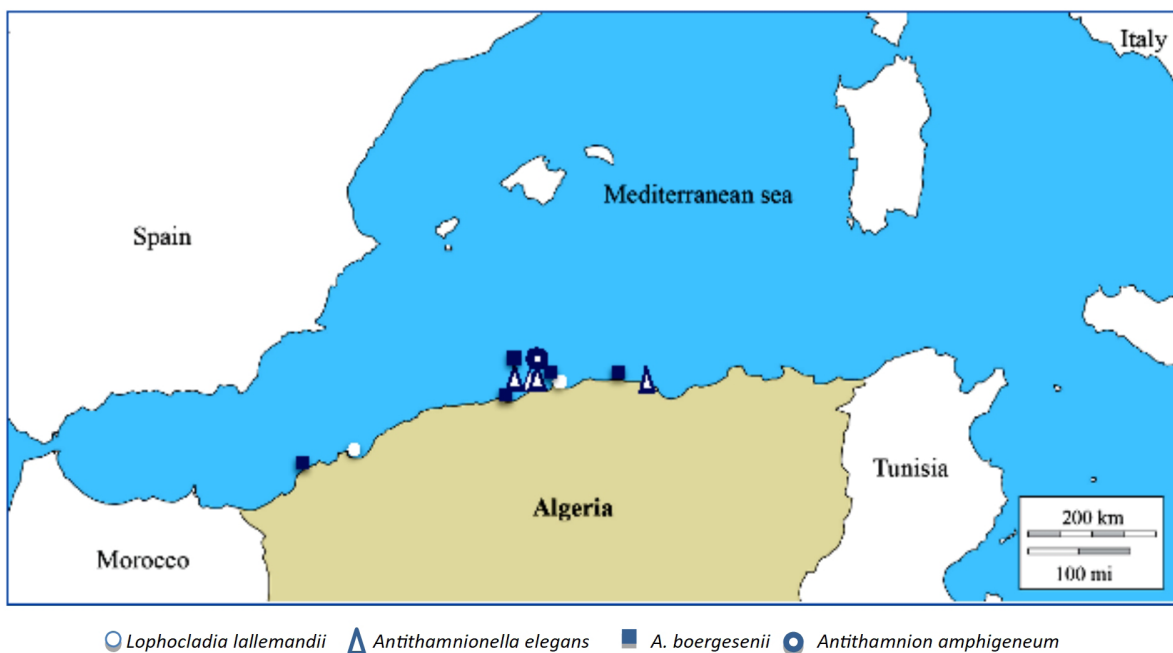 Italy
Mediterranean sea
Spain
Tunisia
Algeria
200 km
Morocco
100 mi
Lophocladia lallemandii Antithamnionella elegans A. boergesenii Antithamnion amphigeneum